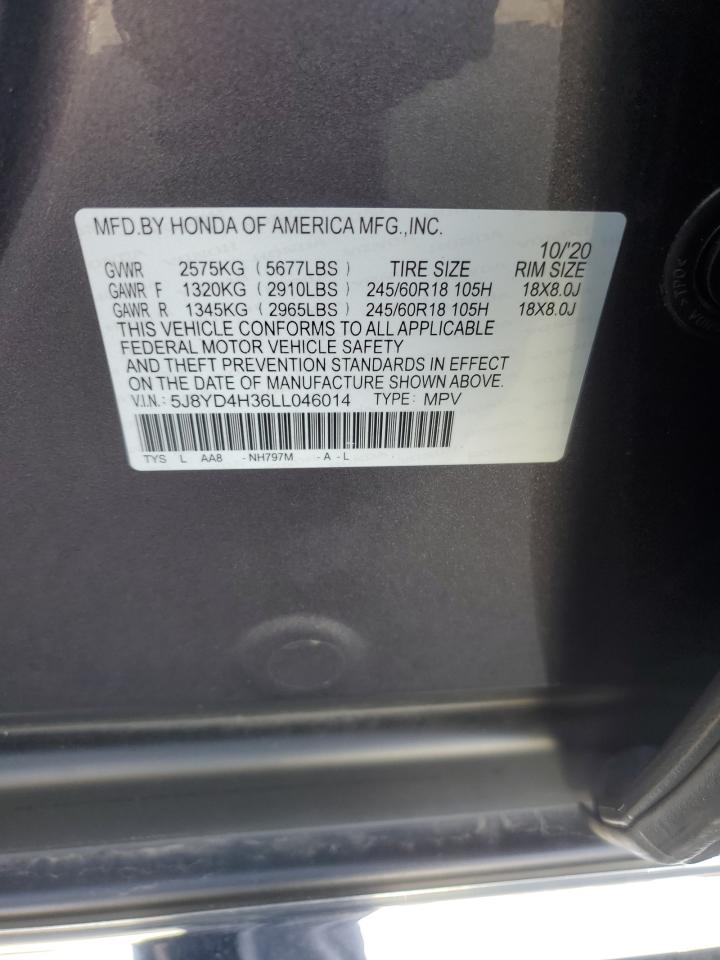 MFD.BY HONDA OF AMERICA MFG.,INC.
10/'20
GVWR 2575KG (5677LBS) TIRE SIZE RIM SIZE
GAWR F 1320KG (2910LBS) 245/60R18 105H 18X8.0J
GAWR R 1345KG (2965LBS) 245/60R18 105H 18X8.0J
THIS VEHICLE CONFORMS TO ALL APPLICABLE
FEDERAL MOTOR VEHICLE SAFETY
AND THEFT PREVENTION STANDARDS IN EFFECT
ON THE DATE OF MANUFACTURE SHOWN ABOVE.
V.I.N.: 5J8YD4H36LL046014 TYPE: MPV
TYS L AA8 -NH797M -A -L